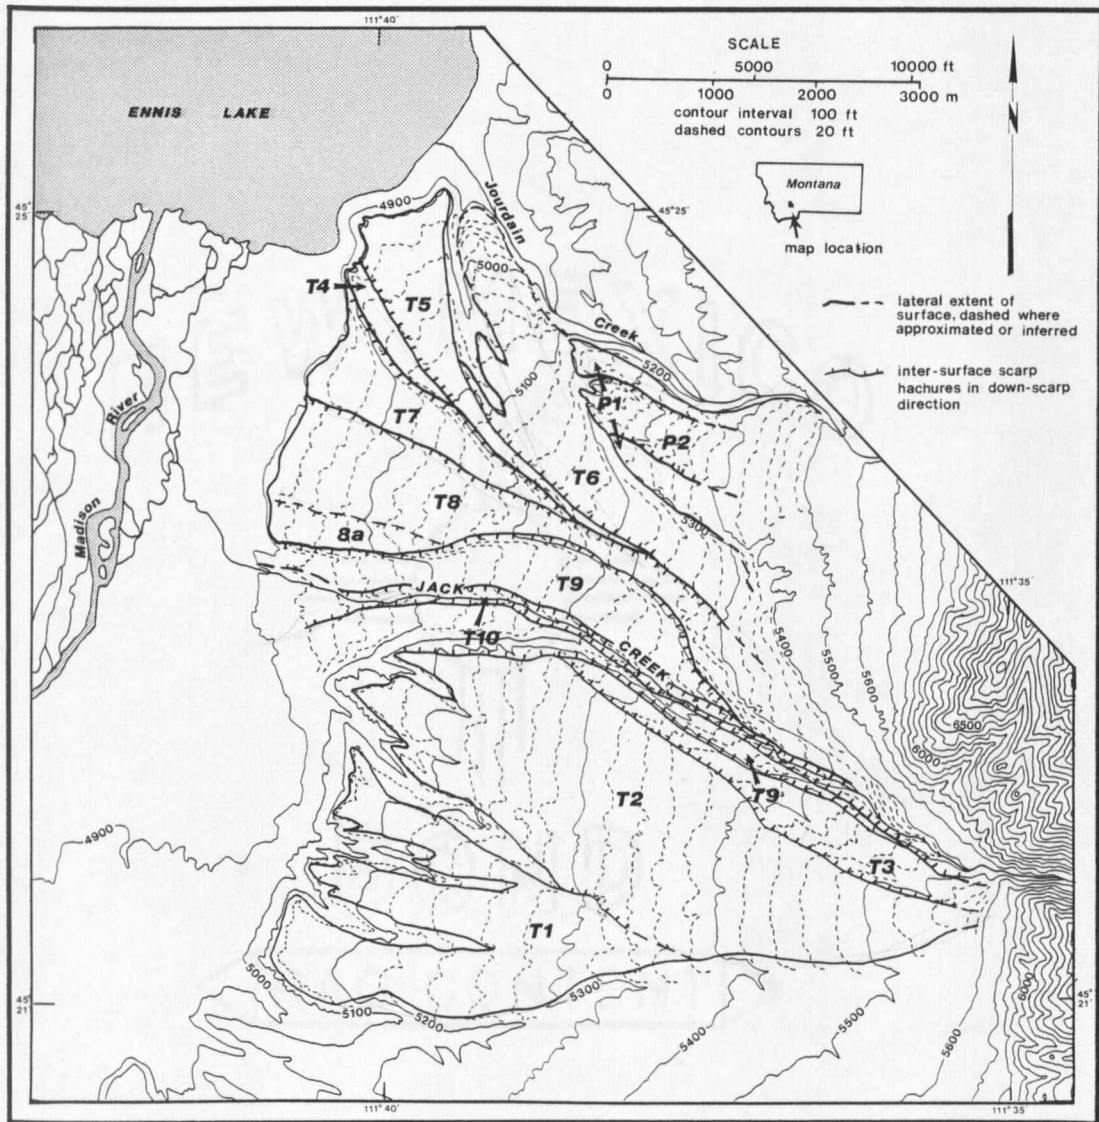 111° 40'
SCALE
0 5000 10000 ft
0 1000 2000 3000 m
contour interval 100 ft
dashed contours 20 ft
ENNIS LAKE
Montana
map location
45°
25'
4900
Jourdain
45° 25'
5000
T4
T5
lateral extent of
surface, dashed where
approximated or inferred
Creek
5200
inter-surface scarp
hachures in down-scarp
direction
5100
P1
River
T7
P2
T6
Madison
T8
5300
8a
T9
JACK
111° 35'
T10
CREEK
5400
5500
5600
6500
6000
T2
T9
4900
T3
T1
5000
5300
6000
45°
21'
5100
5200
5400
5500
5600
45°
21'
111° 40'
111° 35'